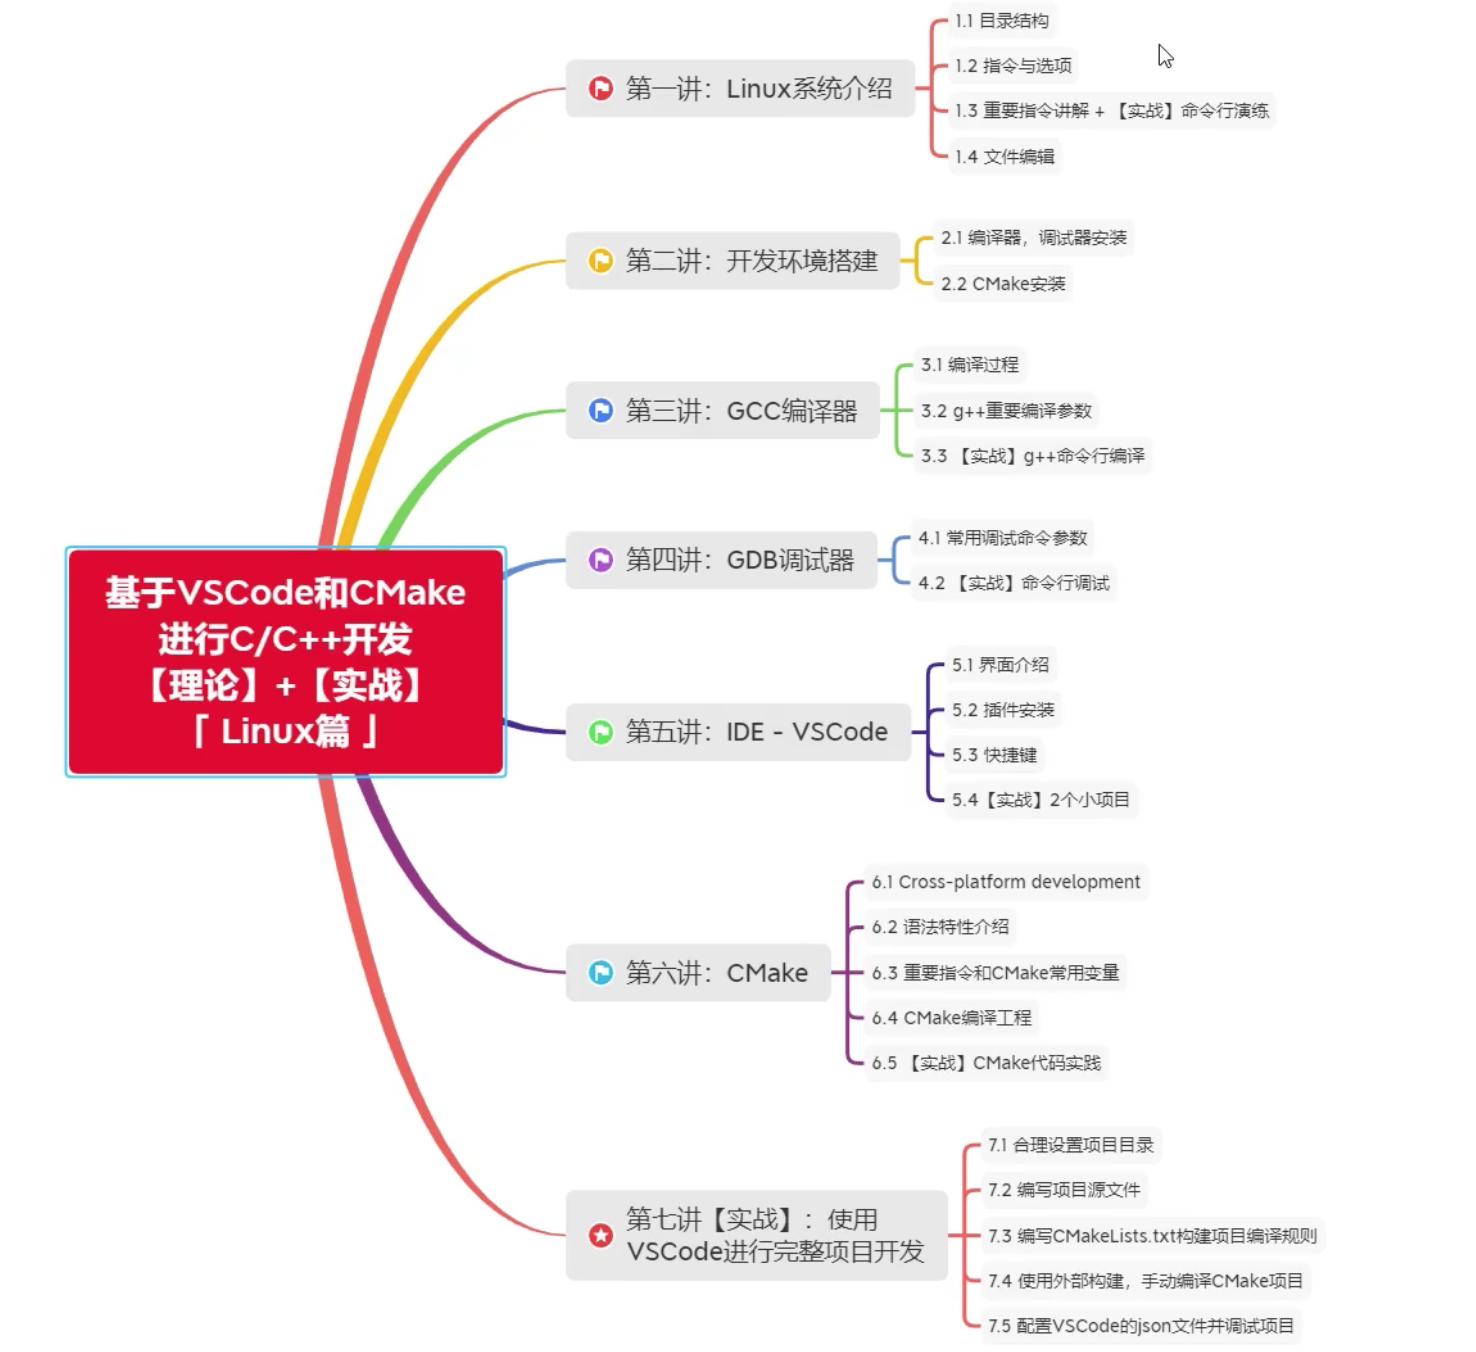 基于VSCode和CMake
进行C/C++开发
【理论】+【实战】
「 Linux篇 」
第一讲：Linux系统介绍
1.1 目录结构
1.2 指令与选项
1.3 重要指令讲解 + 【实战】命令行演练
1.4 文件编辑
第二讲：开发环境搭建
2.1 编译器，调试器安装
2.2 CMake安装
第三讲：GCC编译器
3.1 编译过程
3.2 g++重要编译参数
3.3 【实战】g++命令行编译
第四讲：GDB调试器
4.1 常用调试命令参数
4.2 【实战】命令行调试
第五讲：IDE - VSCode
5.1 界面介绍
5.2 插件安装
5.3 快捷键
5.4【实战】2个小项目
第六讲：CMake
6.1 Cross-platform development
6.2 语法特性介绍
6.3 重要指令和CMake常用变量
6.4 CMake编译工程
6.5 【实战】CMake代码实践
第七讲【实战】：使用
VSCode进行完整项目开发
7.1 合理设置项目目录
7.2 编写项目源文件
7.3 编写CMakeLists.txt构建项目编译规则
7.4 使用外部构建，手动编译CMake项目
7.5 配置VSCode的json文件并调试项目